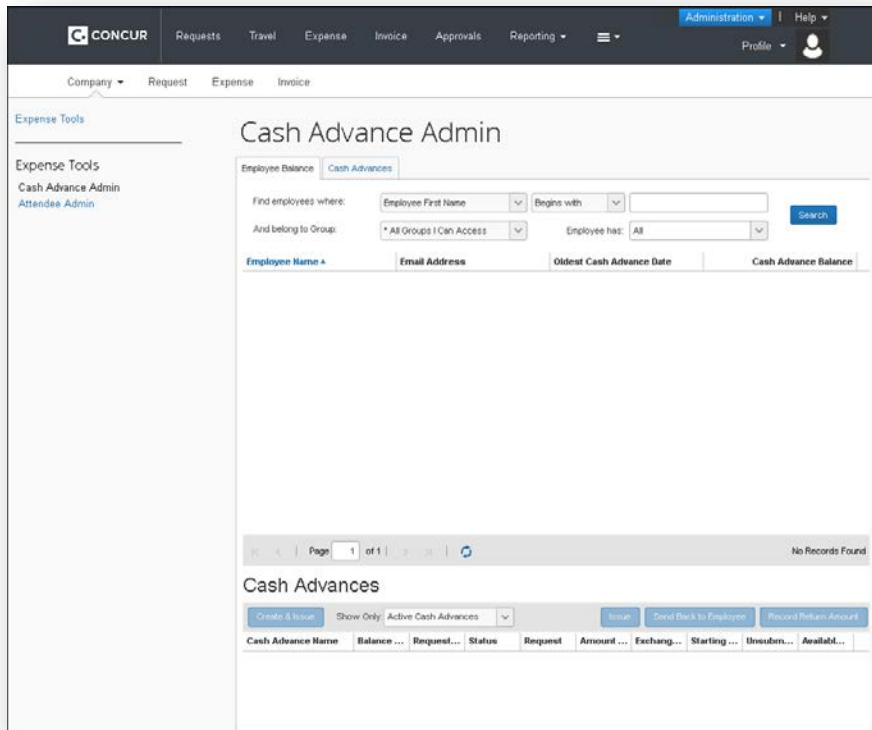 Administration | Help
C. CONCUR Requests Travel Expense Invoice Approvals Reporting
Profile
Company Request Expense Invoice
Expense Tools
Cash Advance Admin
Expense Tools
Cash Advance Admin
Attendee Admin
Employee Balance Cash Advances
Find employees where: Employee First Name Begins with
Search
And belong to Group: * All Groups I Can Access Employee has: All
Employee Name Email Address Oldest Cash Advance Date Cash Advance Balance
Page 1 of 1 No Records Found
Cash Advances
Create & Issue Show Only: Active Cash Advances Issue Send Back to Employee Record Return Amount
Cash Advance Name Balance ... Request... Status Request Amount ... Exchang... Starting ... Unsubm... Availabl...